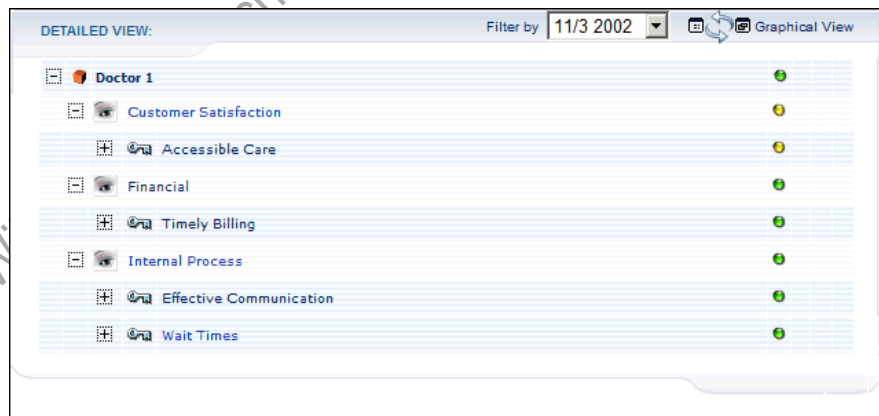 DETAILED VIEW: Filter by 11/3 2002 Graphical View
Doctor 1
Customer Satisfaction
Accessible Care
Financial
Timely Billing
Internal Process
Effective Communication
Wait Times